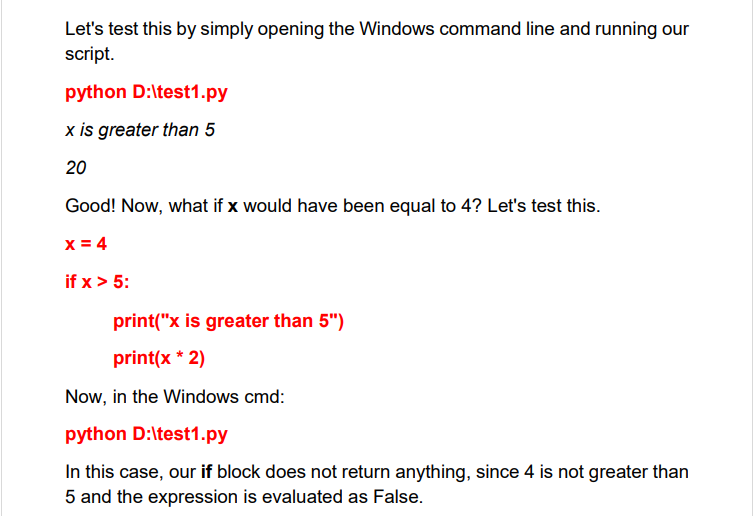 Let's test this by simply opening the Windows command line and running our
script.
python D:\test1.py
x is greater than 5
20
Good! Now, what if x would have been equal to 4? Let's test this.
x = 4
if x > 5:
print("x is greater than 5")
print(x * 2)
Now, in the Windows cmd:
python D:\test1.py
In this case, our if block does not return anything, since 4 is not greater than
5 and the expression is evaluated as False.